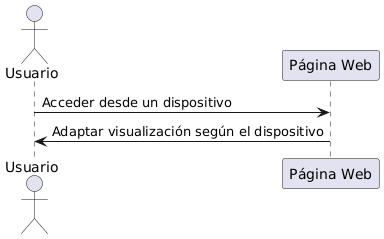 Usuario
Página Web
Acceder desde un dispositivo
Adaptar visualización según el dispositivo
Usuario
Página Web